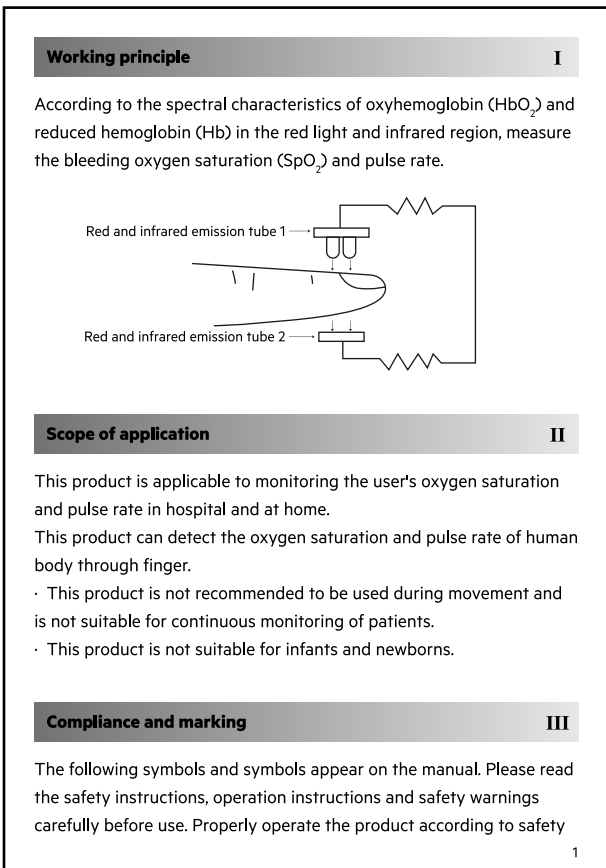 Working principle I
According to the spectral characteristics of oxyhemoglobin (HbO₂) and
reduced hemoglobin (Hb) in the red light and infrared region, measure
the bleeding oxygen saturation (SpO₂) and pulse rate.
Red and infrared emission tube 1
Red and infrared emission tube 2
Scope of application II
This product is applicable to monitoring the user's oxygen saturation
and pulse rate in hospital and at home.
This product can detect the oxygen saturation and pulse rate of human
body through finger.
· This product is not recommended to be used during movement and
is not suitable for continuous monitoring of patients.
· This product is not suitable for infants and newborns.
Compliance and marking III
The following symbols and symbols appear on the manual. Please read
the safety instructions, operation instructions and safety warnings
carefully before use. Properly operate the product according to safety
1